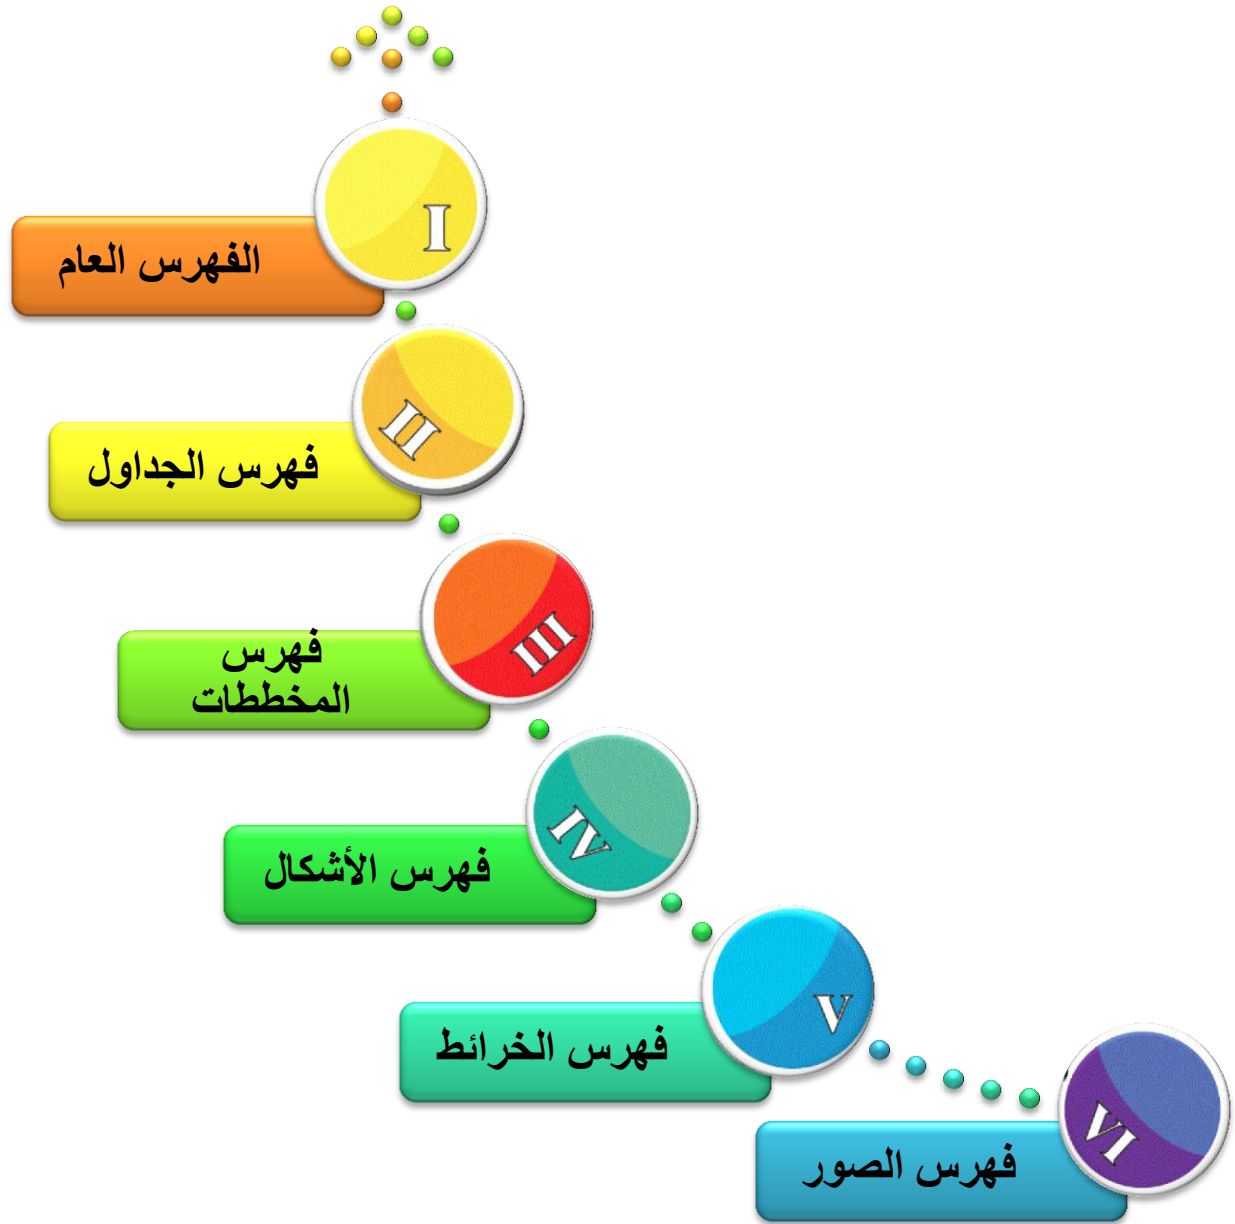 I
الفهرس العام
II
فهرس الجداول
III
فهرس
المخططات
IV
فهرس الأشكال
V
فهرس الخرائط
VI
فهرس الصور